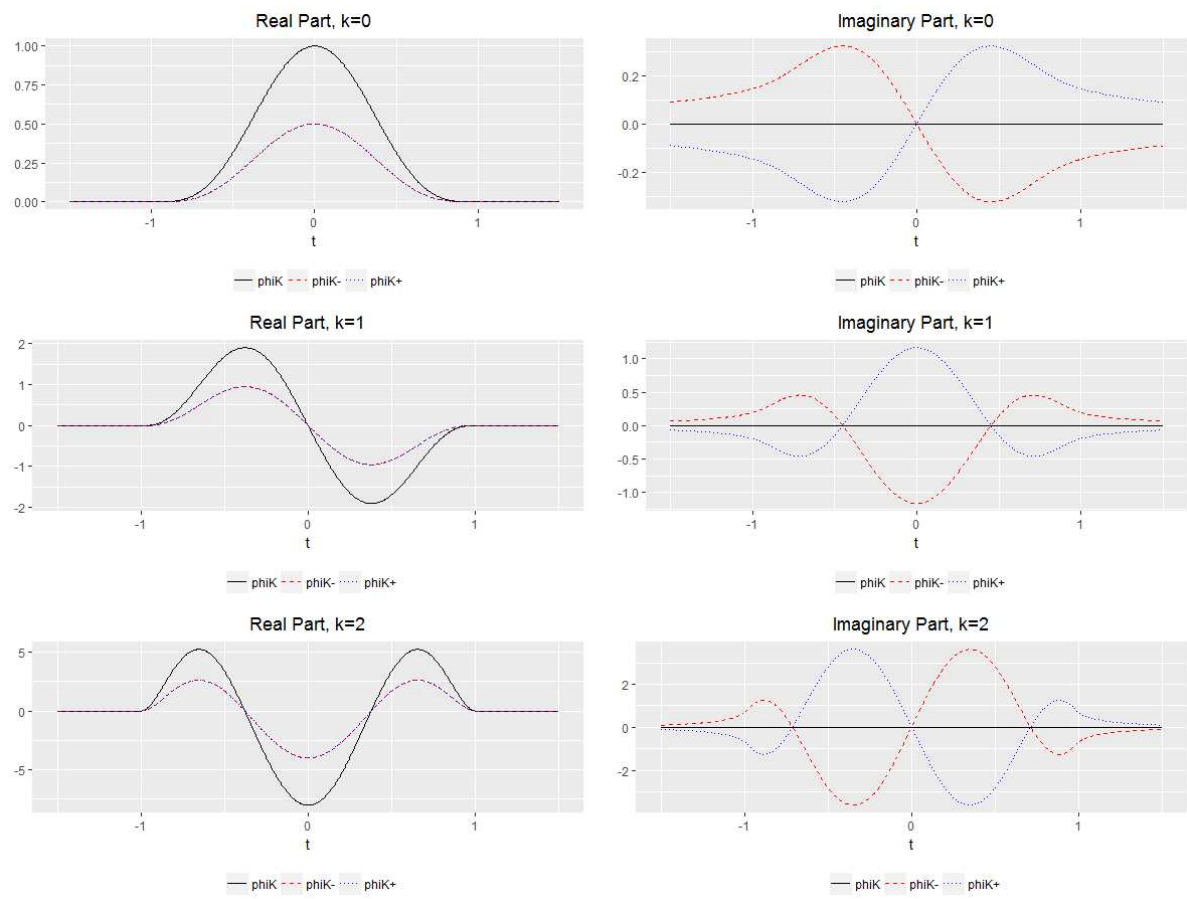 Real Part, k=0
1.00
0.75
0.50
0.25
0.00
-1 0 1
t
phiK phiK- phiK+
Imaginary Part, k=0
0.2
0.0
-0.2
-1 0 1
t
phiK phiK- phiK+
Real Part, k=1
2
1
0
-1
-2
-1 0 1
t
phiK phiK- phiK+
Imaginary Part, k=1
1.0
0.5
0.0
-0.5
-1.0
-1 0 1
t
phiK phiK- phiK+
Real Part, k=2
5
0
-5
-1 0 1
t
phiK phiK- phiK+
Imaginary Part, k=2
2
0
-2
-1 0 1
t
phiK phiK- phiK+